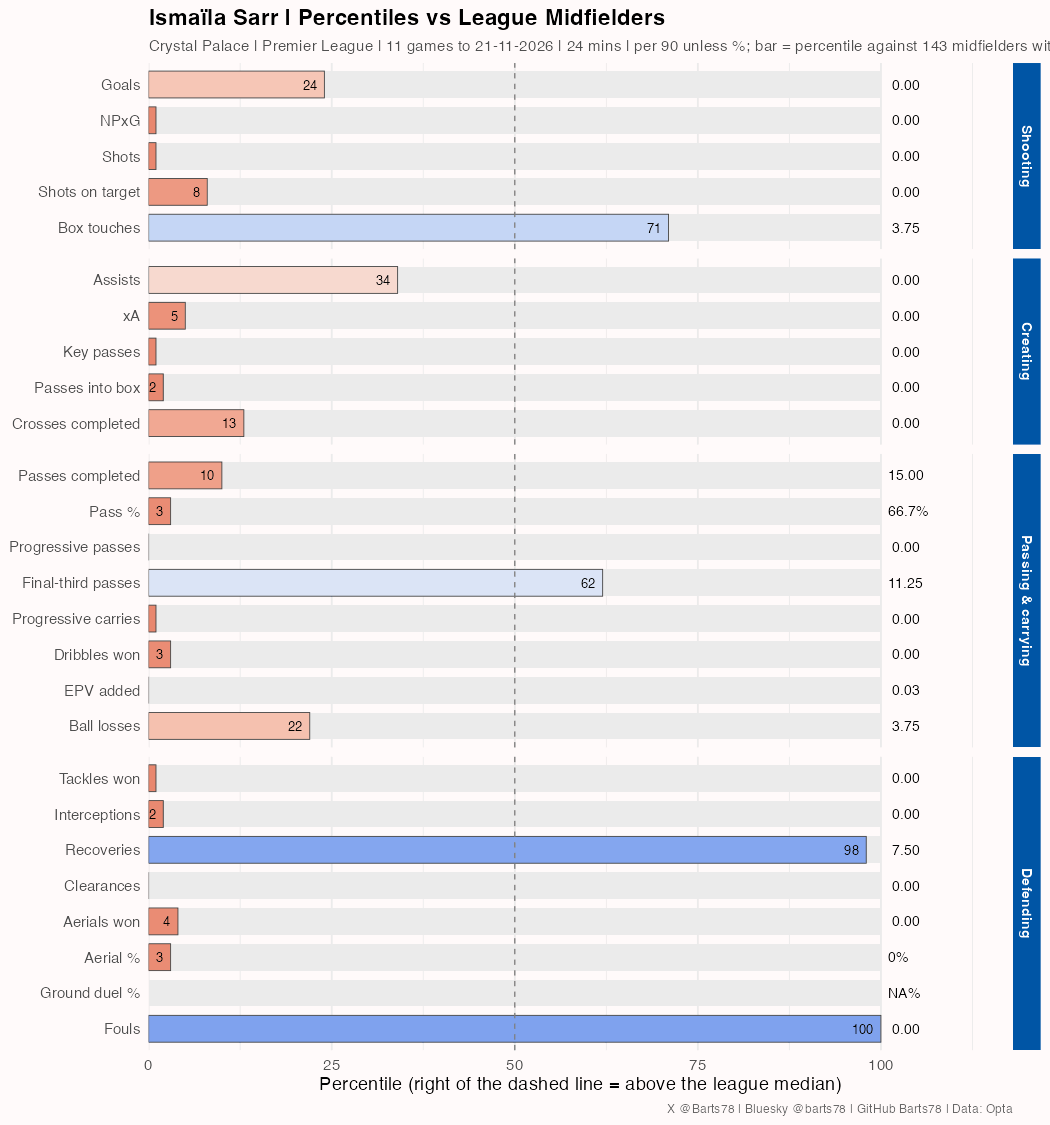 Ismaïla Sarr | Percentiles vs League Midfielders
Crystal Palace | Premier League | 11 games to 21-11-2026 | 24 mins | per 90 unless %; bar = percentile against 143 midfielders wit
Goals 24 0.00
NPxG 0.00
Shots 0.00
Shots on target 8 0.00
Box touches 71 3.75
Shooting
Assists 34 0.00
xA 5 0.00
Key passes 0.00
Passes into box 2 0.00
Crosses completed 13 0.00
Creating
Passes completed 10 15.00
Pass % 3 66.7%
Progressive passes 0.00
Final-third passes 62 11.25
Progressive carries 0.00
Dribbles won 3 0.00
EPV added 0.03
Ball losses 22 3.75
Passing & carrying
Tackles won 0.00
Interceptions 2 0.00
Recoveries 98 7.50
Clearances 0.00
Aerials won 4 0.00
Aerial % 3 0%
Ground duel % NA%
Fouls 100 0.00
Defending
0 25 50 75 100
Percentile (right of the dashed line = above the league median)
X @Barts78 | Bluesky @barts78 | GitHub Barts78 | Data: Opta